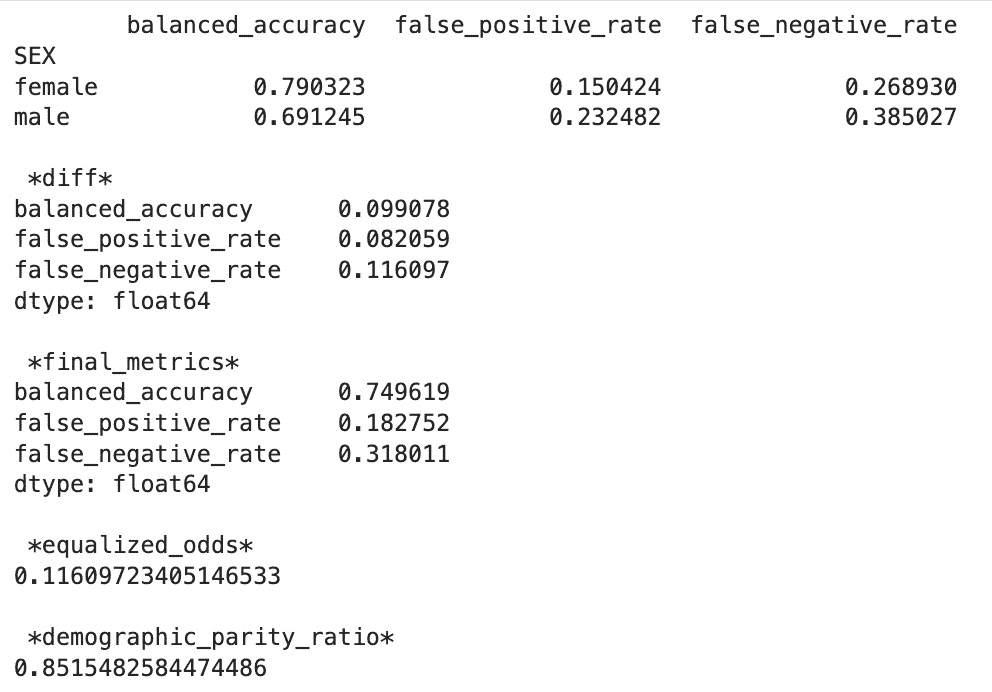 balanced_accuracy false_positive_rate false_negative_rate
SEX
female 0.790323 0.150424 0.268930
male 0.691245 0.232482 0.385027
*diff*
balanced_accuracy 0.099078
false_positive_rate 0.082059
false_negative_rate 0.116097
dtype: float64
*final_metrics*
balanced_accuracy 0.749619
false_positive_rate 0.182752
false_negative_rate 0.318011
dtype: float64
*equalized_odds*
0.11609723405146533
*demographic_parity_ratio*
0.8515482584474486